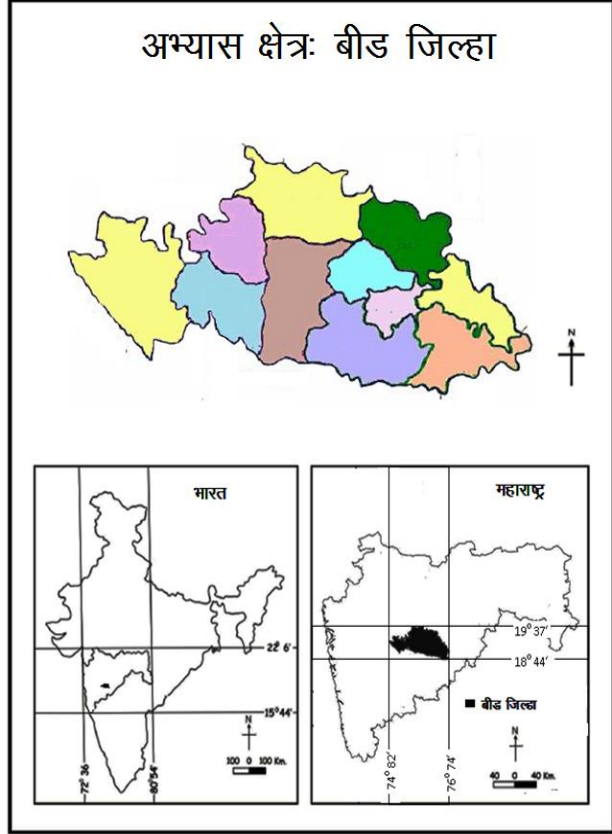 अभ्यास क्षेत्रः बीड जिल्हा
N
भारत
22° 6'
15°44'
N
100 0 100 Km.
72° 36'
80°54'
महाराष्ट्र
19° 37'
18° 44'
बीड जिल्हा
N
40 0 40 Km.
74° 82'
76° 74'